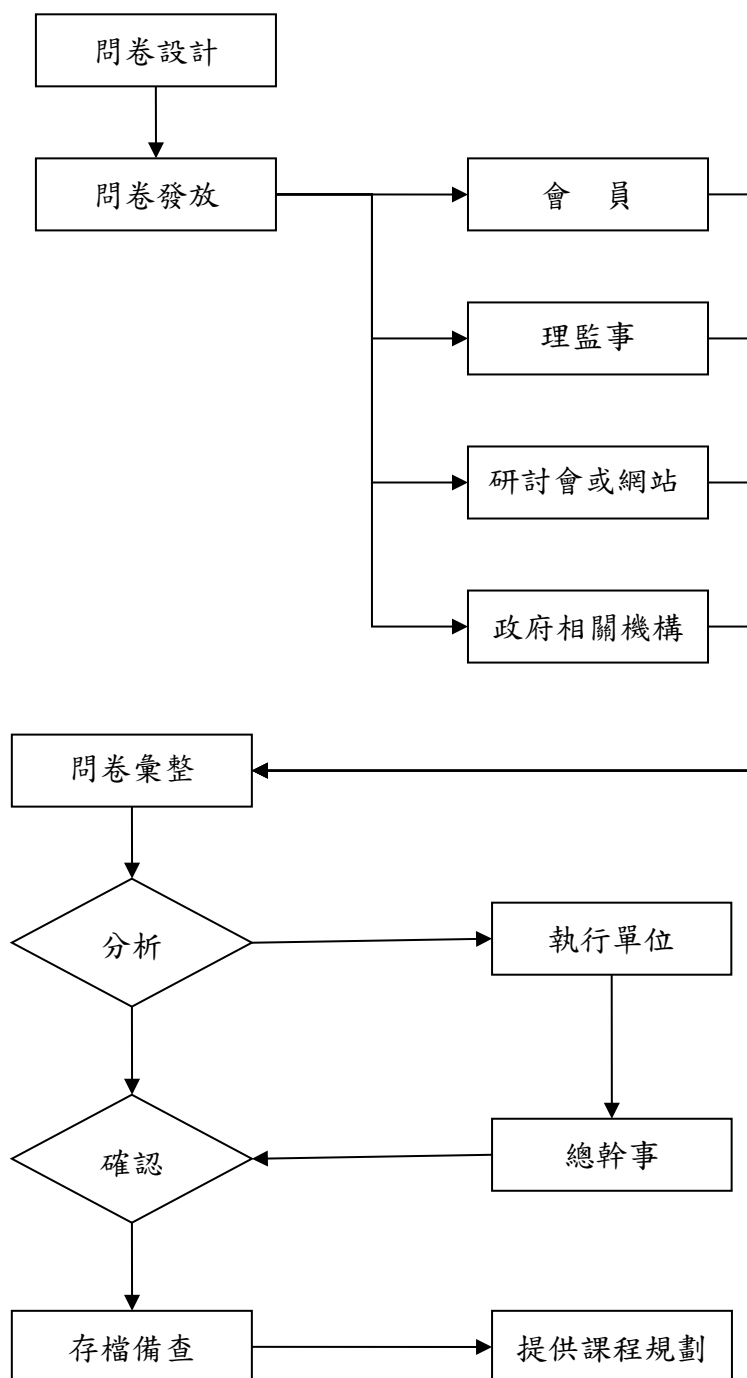 問卷設計
問卷發放
會　員
理監事
研討會或網站
政府相關機構
問卷彙整
分析
執行單位
確認
總幹事
存檔備查
提供課程規劃